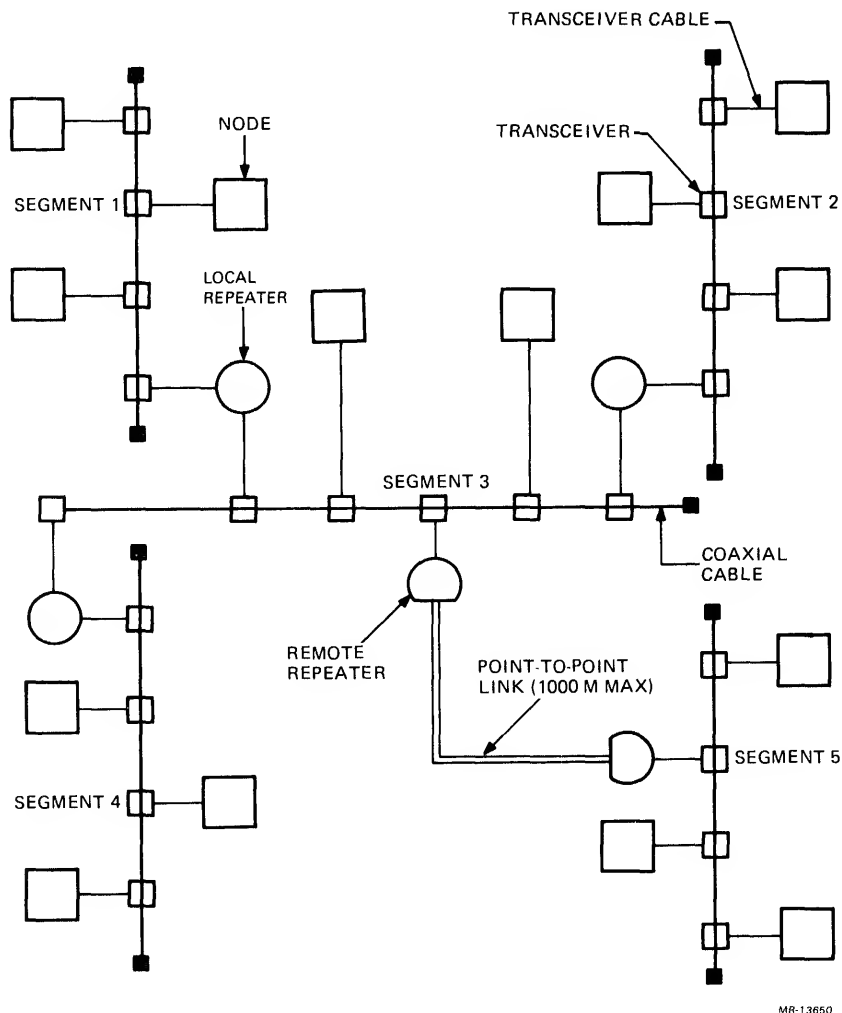 TRANSCEIVER CABLE
NODE
TRANSCEIVER
SEGMENT 1
SEGMENT 2
LOCAL
REPEATER
SEGMENT 3
COAXIAL
CABLE
REMOTE
REPEATER
POINT-TO-POINT
LINK (1000 M MAX)
SEGMENT 5
SEGMENT 4
MR-13650